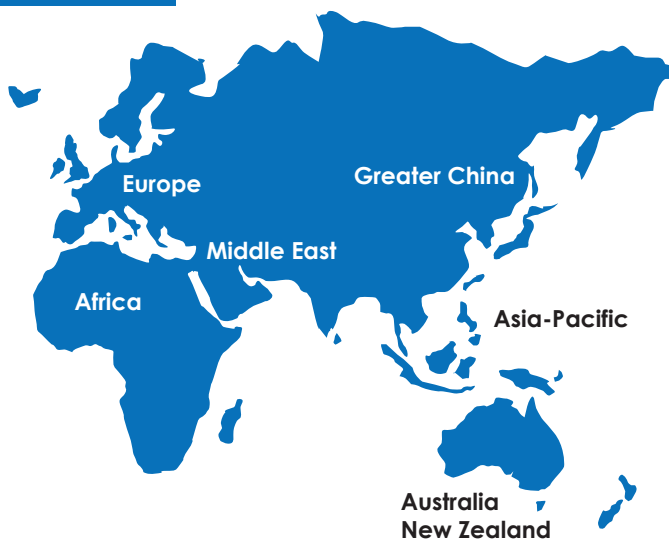 Greater China
Europe
Middle East
Africa
Asia-Pacific
Australia
New Zealand